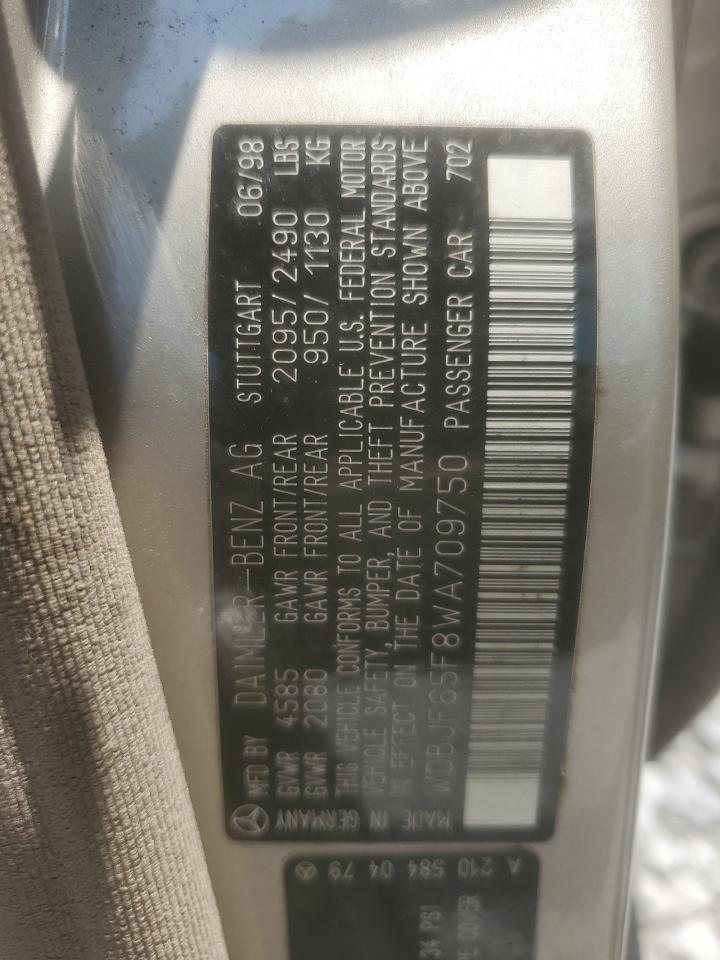 MFD BY DAIMLER-BENZ AG STUTTGART 06/98
GVWR 4585 GAWR FRONT/REAR 2095/2490 LBS
GVWR 2080 GAWR FRONT/REAR 950/1130 KG
THIS VEHICLE CONFORMS TO ALL APPLICABLE U.S. FEDERAL MOTOR
VEHICLE SAFETY, BUMPER, AND THEFT PREVENTION STANDARDS
IN EFFECT ON THE DATE OF MANUFACTURE SHOWN ABOVE
WDBJF65F8WA709750 PASSENGER CAR 702
MADE IN GERMANY
A 210 584 04 79
34 PSI
COVER